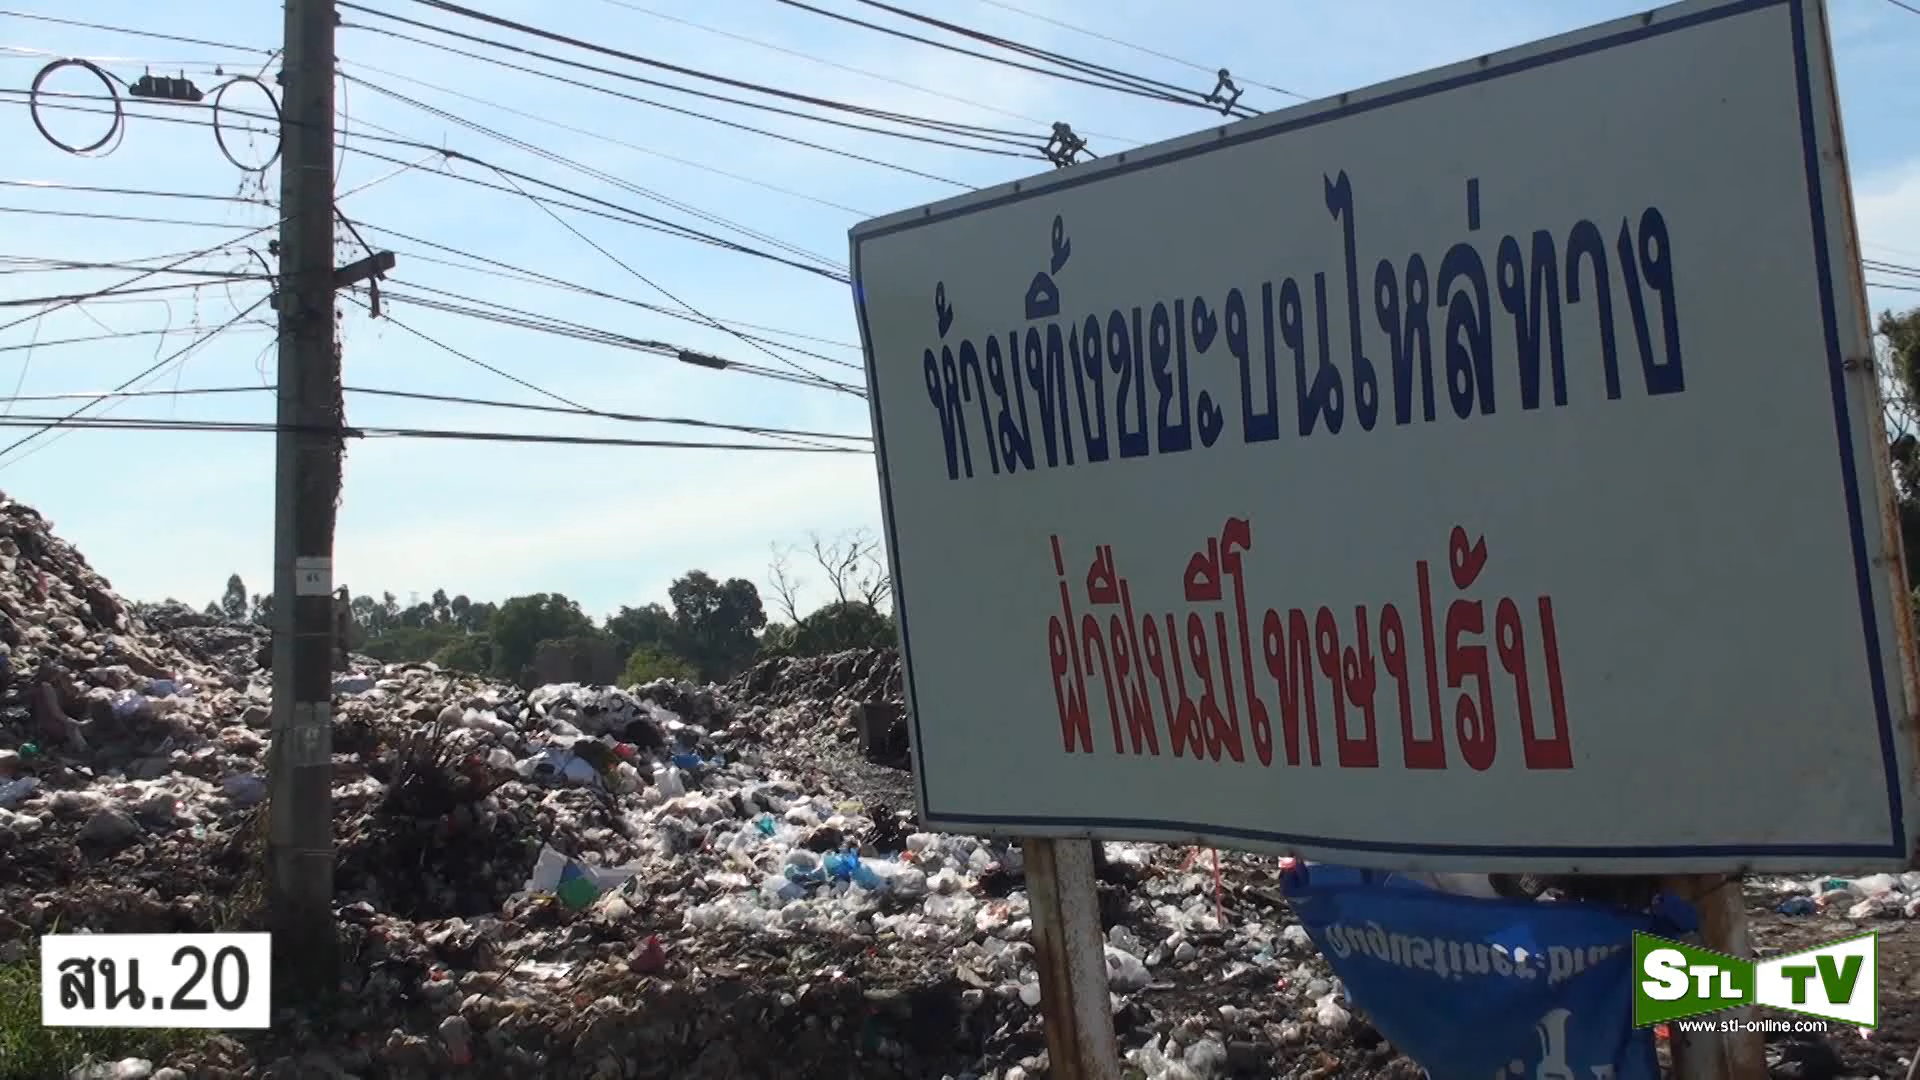 ห้ามทิ้งขยะบนไหล่ทาง
ฝ่าฝืนมีโทษปรับ
สน.20
STL TV
www.stl-online.com